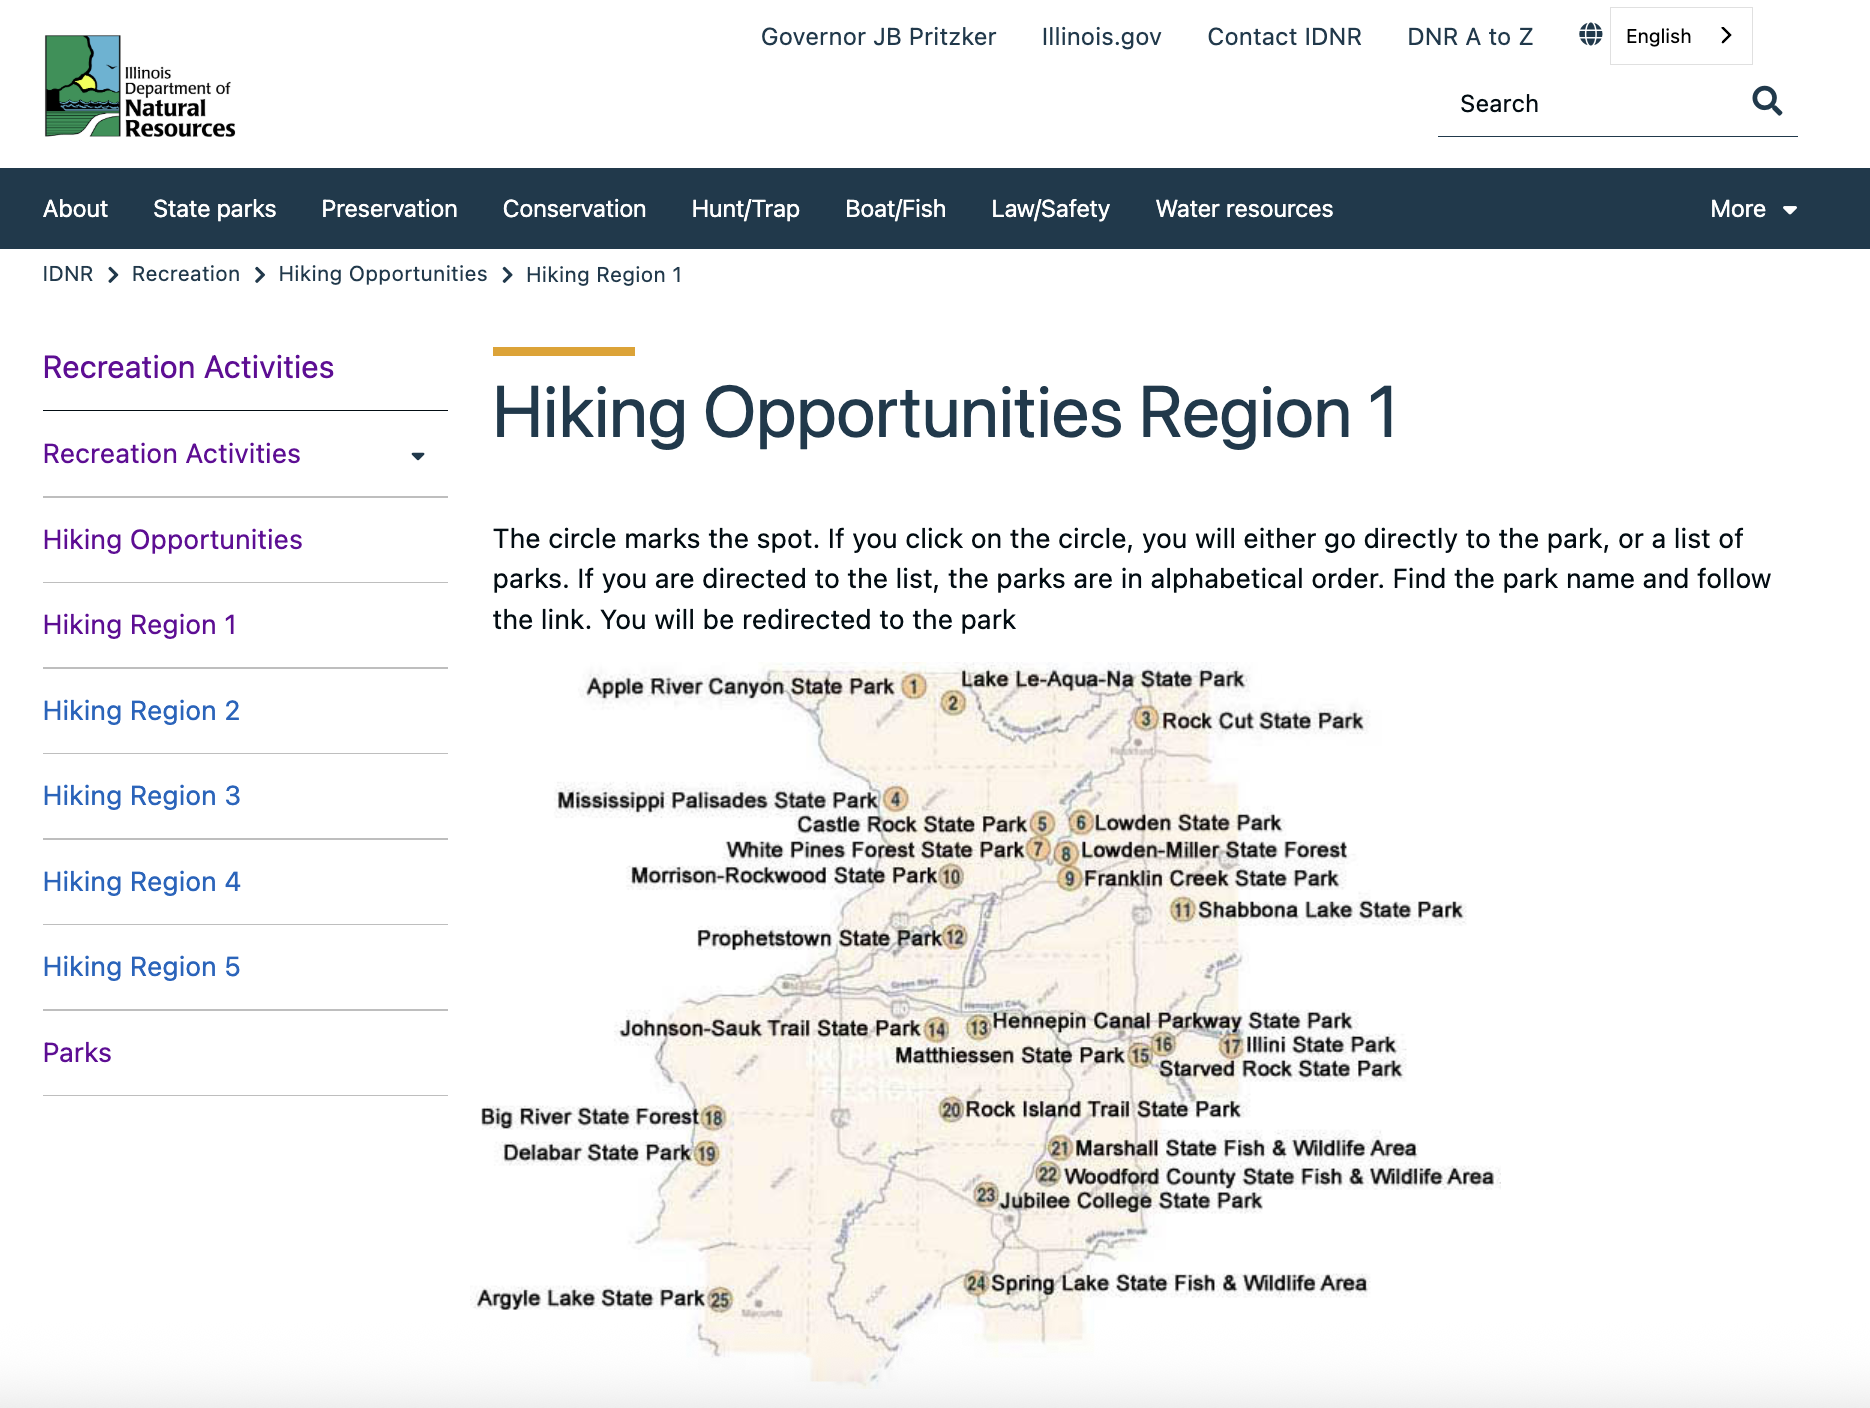 Governor JB Pritzker Illinois.gov Contact IDNR DNR A to Z English
Illinois
Department of
Natural
Resources
Search
About State parks Preservation Conservation Hunt/Trap Boat/Fish Law/Safety Water resources More
IDNR Recreation Hiking Opportunities Hiking Region 1
Recreation Activities
Recreation Activities
Hiking Opportunities
Hiking Region 1
Hiking Region 2
Hiking Region 3
Hiking Region 4
Hiking Region 5
Parks
Hiking Opportunities Region 1
The circle marks the spot. If you click on the circle, you will either go directly to the park, or a list of
parks. If you are directed to the list, the parks are in alphabetical order. Find the park name and follow
the link. You will be redirected to the park
Apple River Canyon State Park 1
2 Lake Le-Aqua-Na State Park
3 Rock Cut State Park
Rockford
Mississippi Palisades State Park 4
Castle Rock State Park 5
6 Lowden State Park
White Pines Forest State Park 7
8 Lowden-Miller State Forest
Morrison-Rockwood State Park 10
9 Franklin Creek State Park
11 Shabbona Lake State Park
Prophetstown State Park 12
Fox River
Green River
Johnson-Sauk Trail State Park 14
13 Hennepin Canal Parkway State Park
Matthiessen State Park 15
16
17 Illini State Park
Starved Rock State Park
Big River State Forest 18
20 Rock Island Trail State Park
Delabar State Park 19
21 Marshall State Fish & Wildlife Area
22 Woodford County State Fish & Wildlife Area
23 Jubilee College State Park
24 Spring Lake State Fish & Wildlife Area
Argyle Lake State Park 25
Macomb
Illinois River